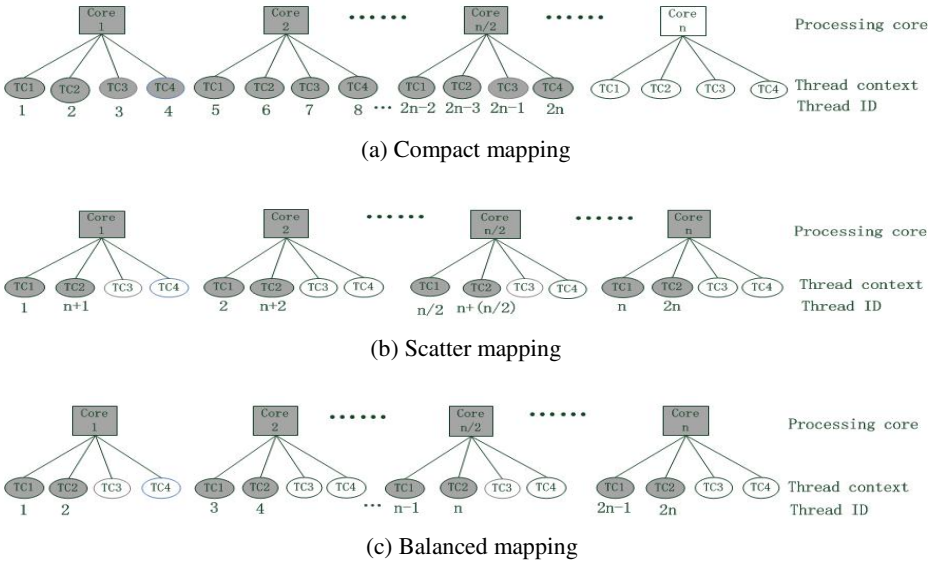 Core 1 Core 2 ...... Core n/2 ...... Core n Processing core
TC1 TC2 TC3 TC4 TC1 TC2 TC3 TC4 TC1 TC2 TC3 TC4 TC1 TC2 TC3 TC4 Thread context
1 2 3 4 5 6 7 8 ... 2n-2 2n-3 2n-1 2n Thread ID
(a) Compact mapping
Core 1 Core 2 ...... Core n/2 ...... Core n Processing core
TC1 TC2 TC3 TC4 TC1 TC2 TC3 TC4 TC1 TC2 TC3 TC4 TC1 TC2 TC3 TC4 Thread context
1 n+1 2 n+2 n/2 n+(n/2) n 2n Thread ID
(b) Scatter mapping
Core 1 Core 2 ...... Core n/2 ...... Core n Processing core
TC1 TC2 TC3 TC4 TC1 TC2 TC3 TC4 TC1 TC2 TC3 TC4 TC1 TC2 TC3 TC4 Thread context
1 2 3 4 ... n-1 n 2n-1 2n Thread ID
(c) Balanced mapping